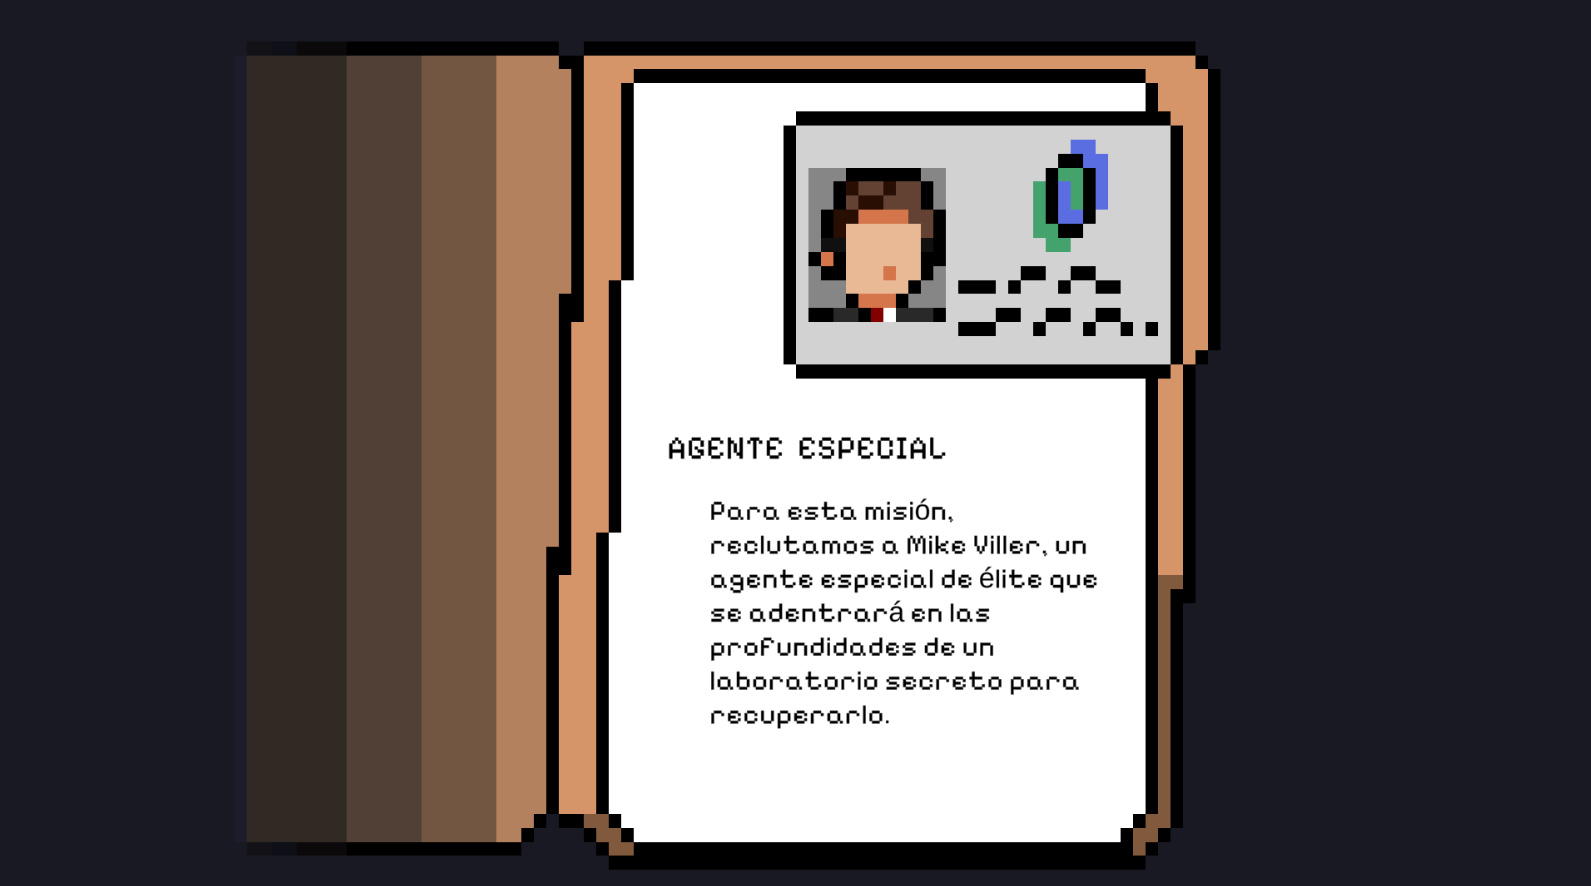 AGENTE ESPECIAL
Para esta misión,
reclutamos a Mike Viller, un
agente especial de élite que
se adentrará en las
profundidades de un
laboratorio secreto para
recuperarlo.